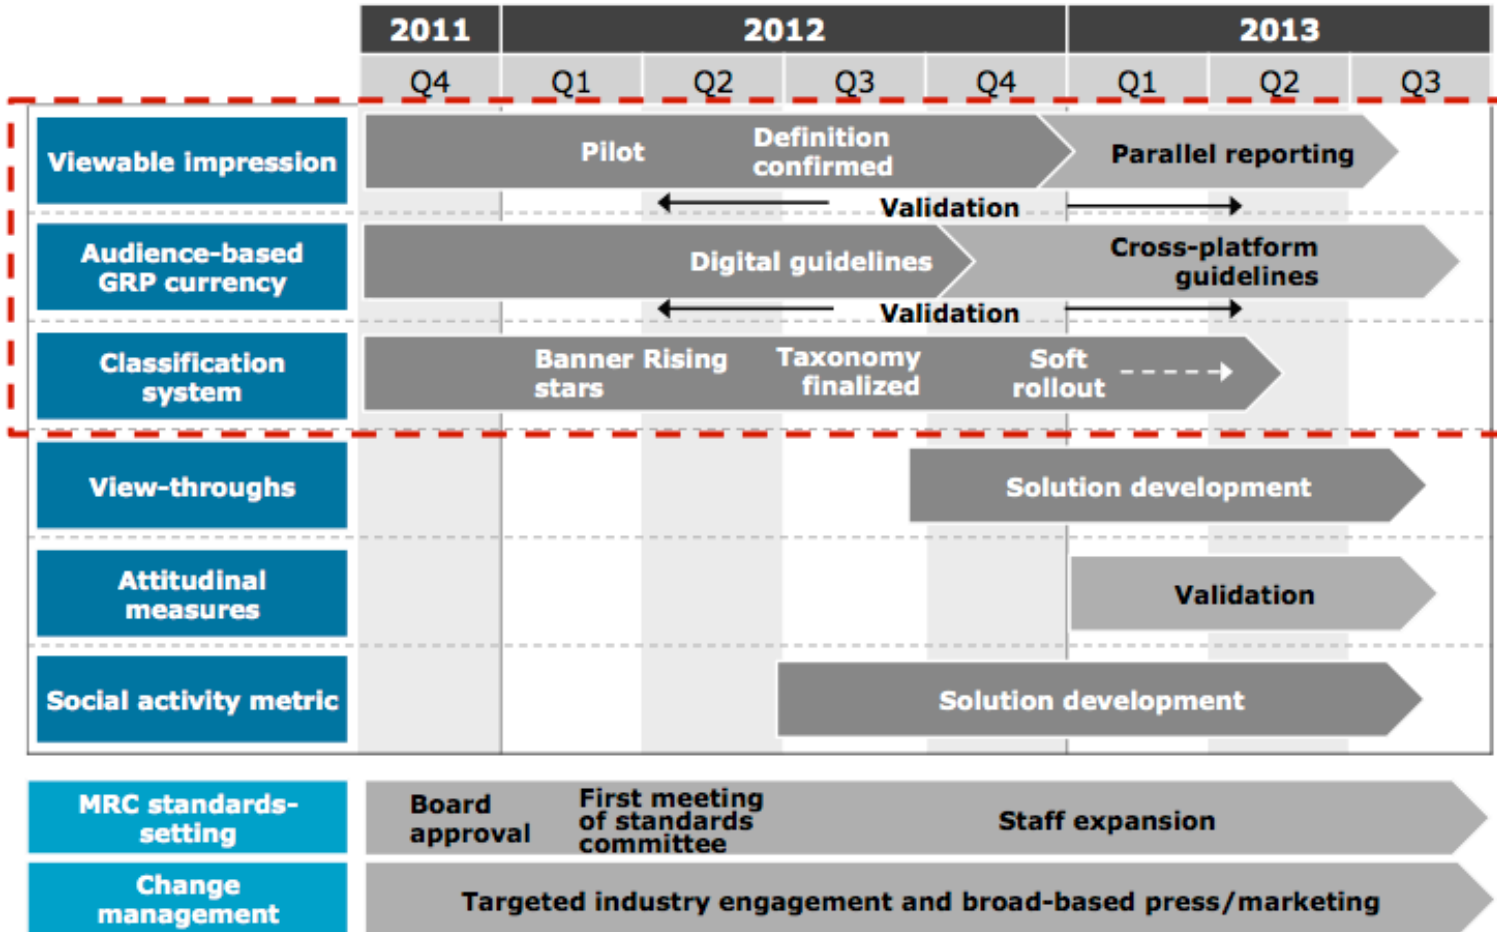 2011 2012 2013
Q4 Q1 Q2 Q3 Q4 Q1 Q2 Q3
Viewable impression
Pilot
Definition
confirmed
Parallel reporting
Validation
Audience-based
GRP currency
Digital guidelines
Cross-platform
guidelines
Validation
Classification
system
Banner Rising
stars
Taxonomy
finalized
Soft
rollout
View-throughs
Solution development
Attitudinal
measures
Validation
Social activity metric
Solution development
MRC standards-
setting
Board
approval
First meeting
of standards
committee
Staff expansion
Change
management
Targeted industry engagement and broad-based press/marketing